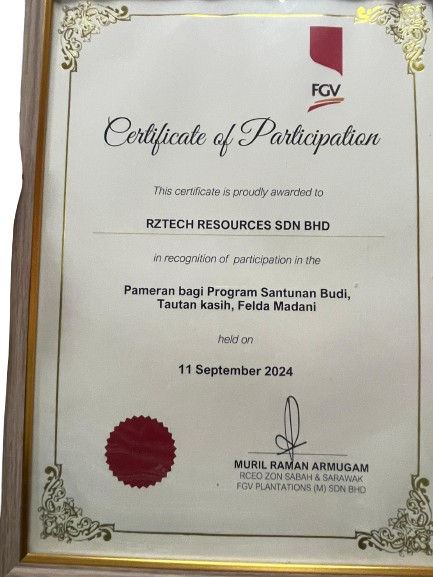 FGV
Certificate of Participation
This certificate is proudly awarded to
RZTECH RESOURCES SDN BHD
in recognition of participation in the
Pameran bagi Program Santunan Budi,
Tautan kasih, Felda Madani
held on
11 September 2024
MURIL RAMAN ARMUGAM
RCEO ZON SABAH & SARAWAK
FGV PLANTATIONS (M) SDN BHD